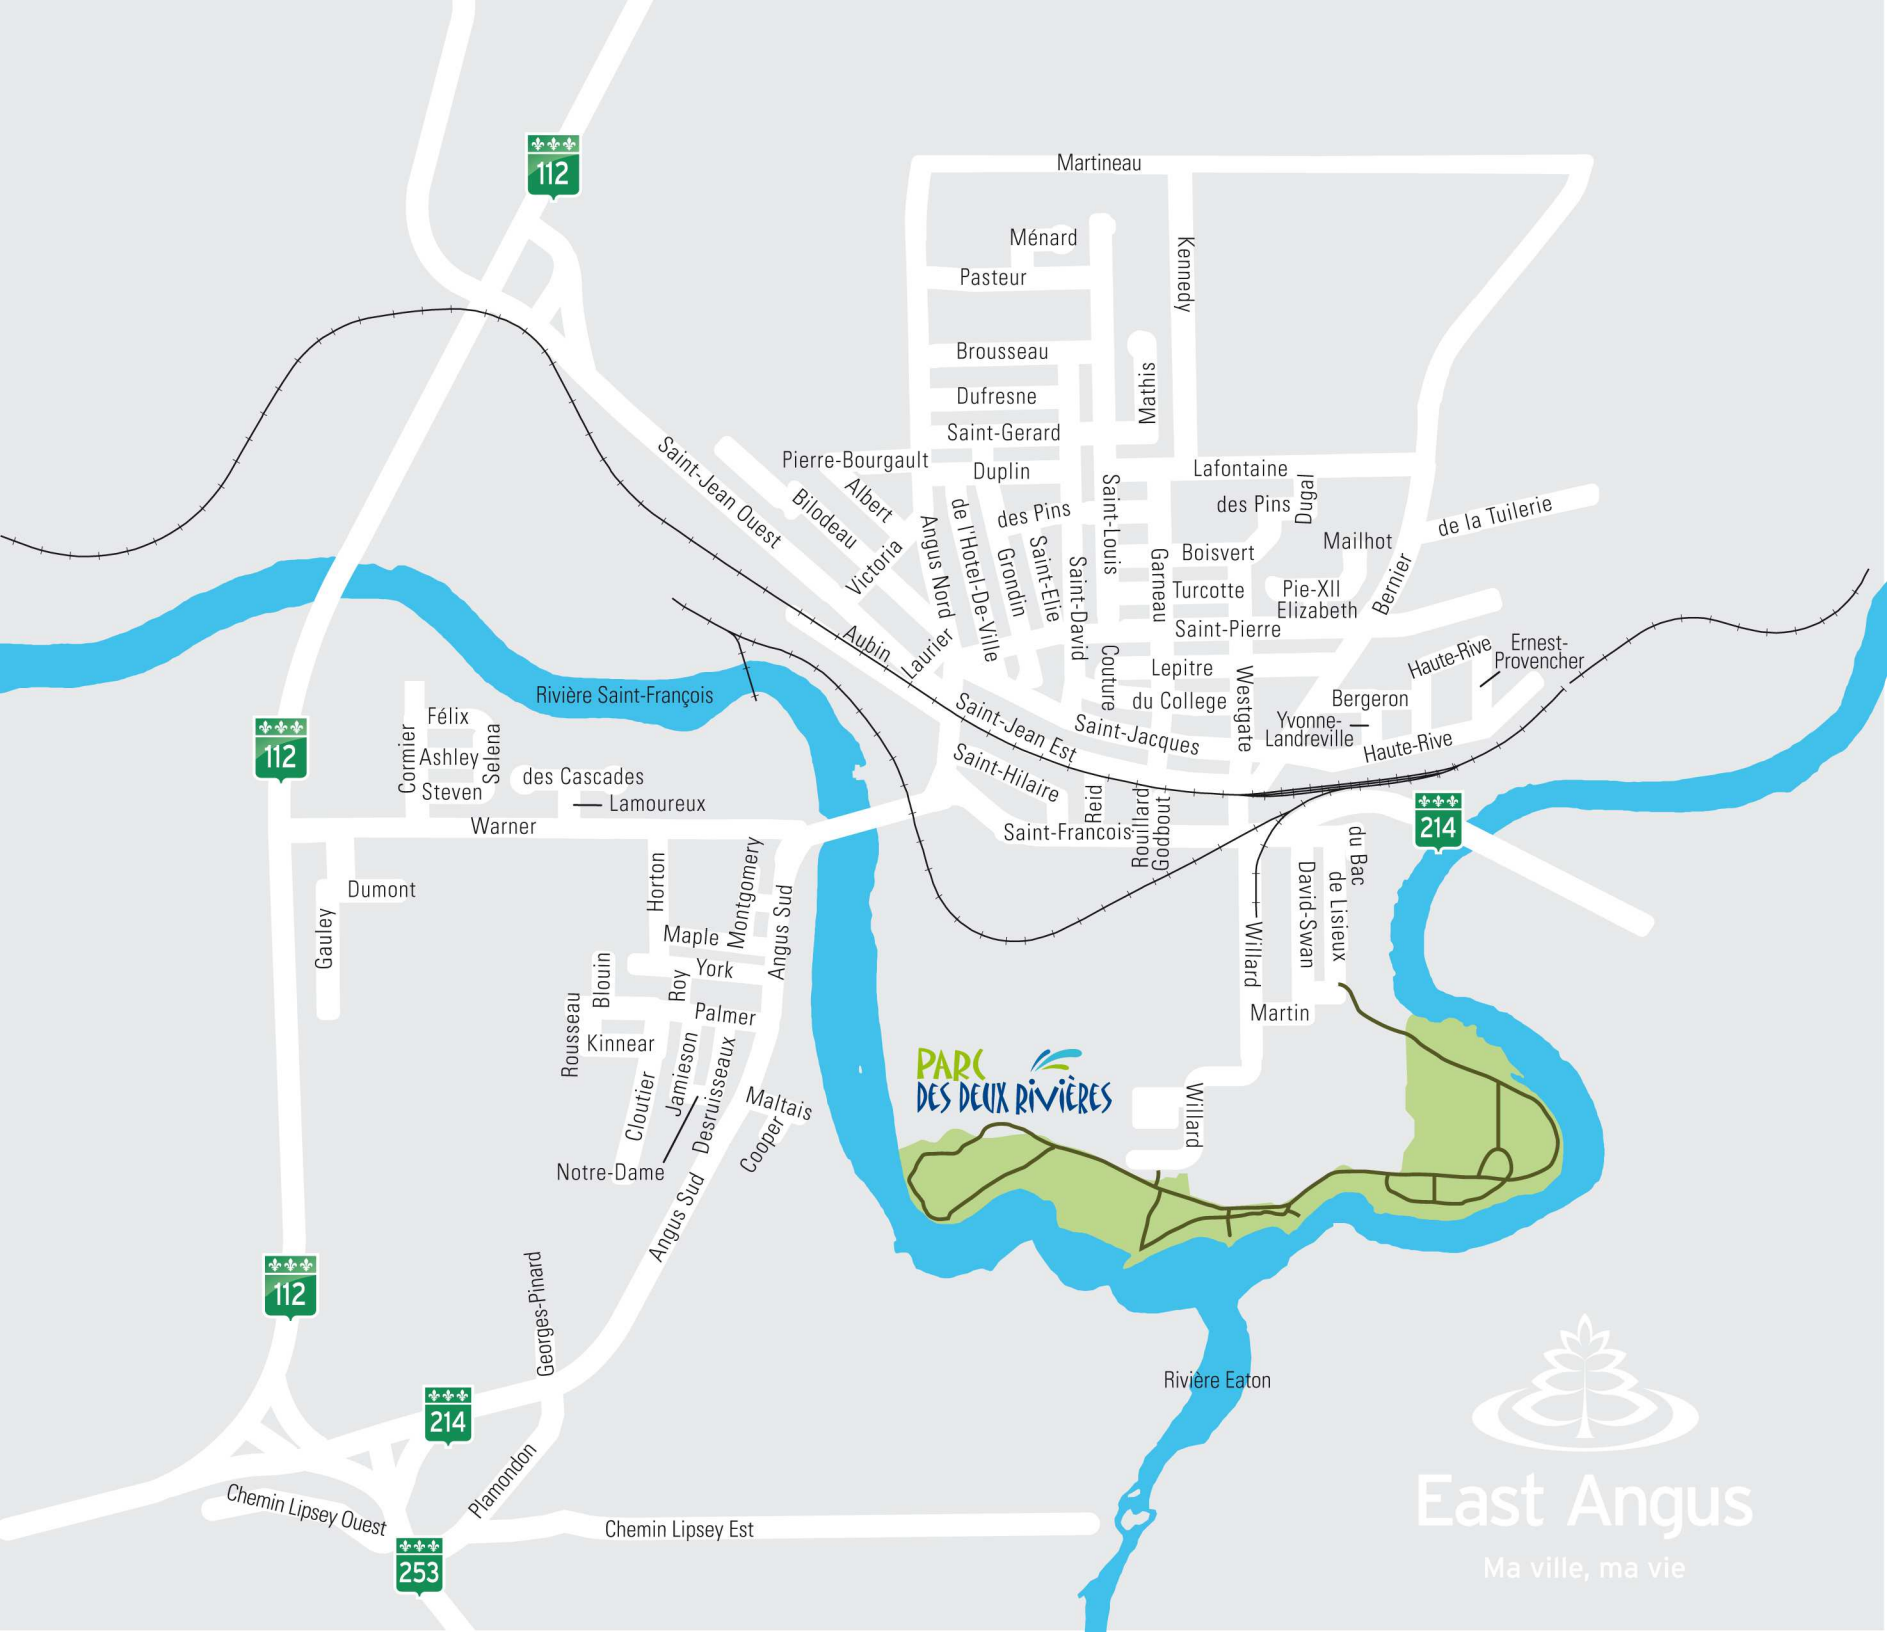 112
Martineau
Ménard
Kennedy
Pasteur
Brousseau
Mathis
Dufresne
Saint-Gerard
Saint-Jean Ouest
Pierre-Bourgault
Duplin
Lafontaine
Albert
Bilodeau
des Pins
Saint-Louis
des Pins
Dugal
de la Tuilerie
Victoria
Angus Nord
de l'Hotel-De-Ville
Grondin
Saint-Elie
Saint-David
Garneau
Boisvert
Mailhot
Turcotte
Pie-XII
Elizabeth
Bernier
Saint-Pierre
Aubin
Laurier
Couture
Lepitre
Westgate
Haute-Rive
Ernest-
Provencher
Rivière Saint-François
du College
Bergeron
Yvonne-
Landreville
Saint-Jean Est
Saint-Jacques
Haute-Rive
112
Cormier
Félix
Ashley
Selena
Steven
des Cascades
Lamoureux
Saint-Hilaire
Reid
Rouillard
Godbout
214
Warner
Saint-Francois
du Bac
Horton
Montgomery
Angus Sud
David-Swan
de Lisieux
Dumont
Gauley
Maple
Willard
York
Blouin
Roy
Rousseau
Palmer
Martin
Kinnear
Cloutier
Jamieson
Desruisseaux
Maltais
Cooper
PARC
DES DEUX RIVIÈRES
Willard
Notre-Dame
Angus Sud
112
Georges-Pinard
Rivière Eaton
214
Plamondon
Chemin Lipsey Ouest
Chemin Lipsey Est
253
East Angus
Ma ville, ma vie